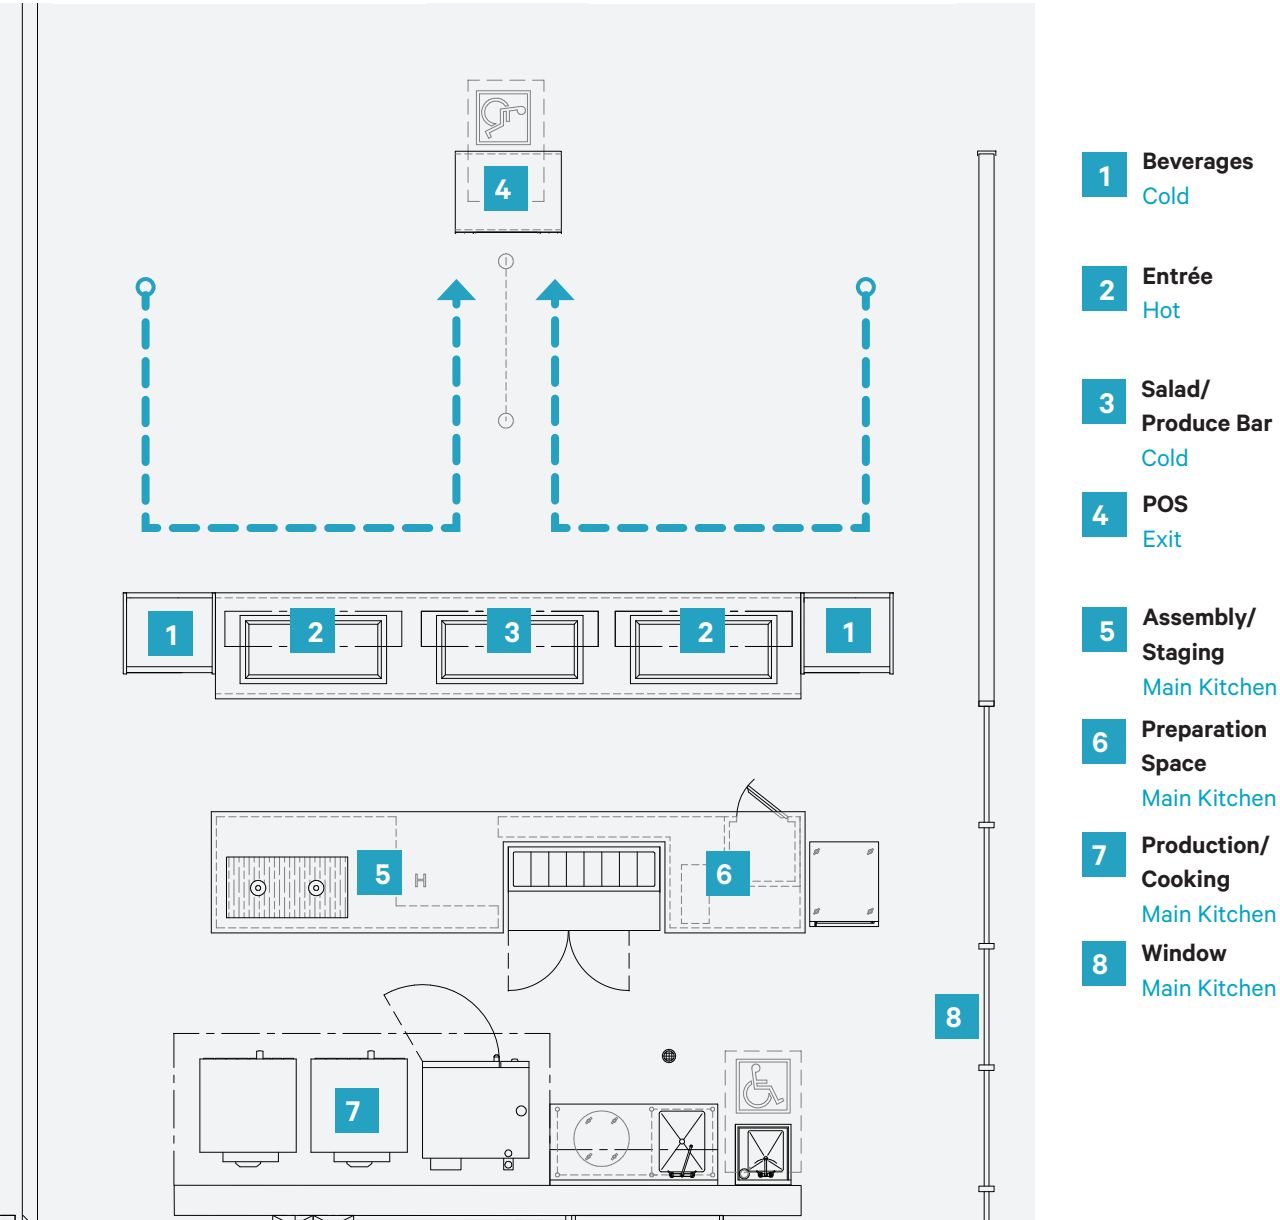 4
1
2
3
2
1
5
H
6
8
7
1 Beverages
Cold
2 Entrée
Hot
3 Salad/
Produce Bar
Cold
4 POS
Exit
5 Assembly/
Staging
Main Kitchen
6 Preparation
Space
Main Kitchen
7 Production/
Cooking
Main Kitchen
8 Window
Main Kitchen